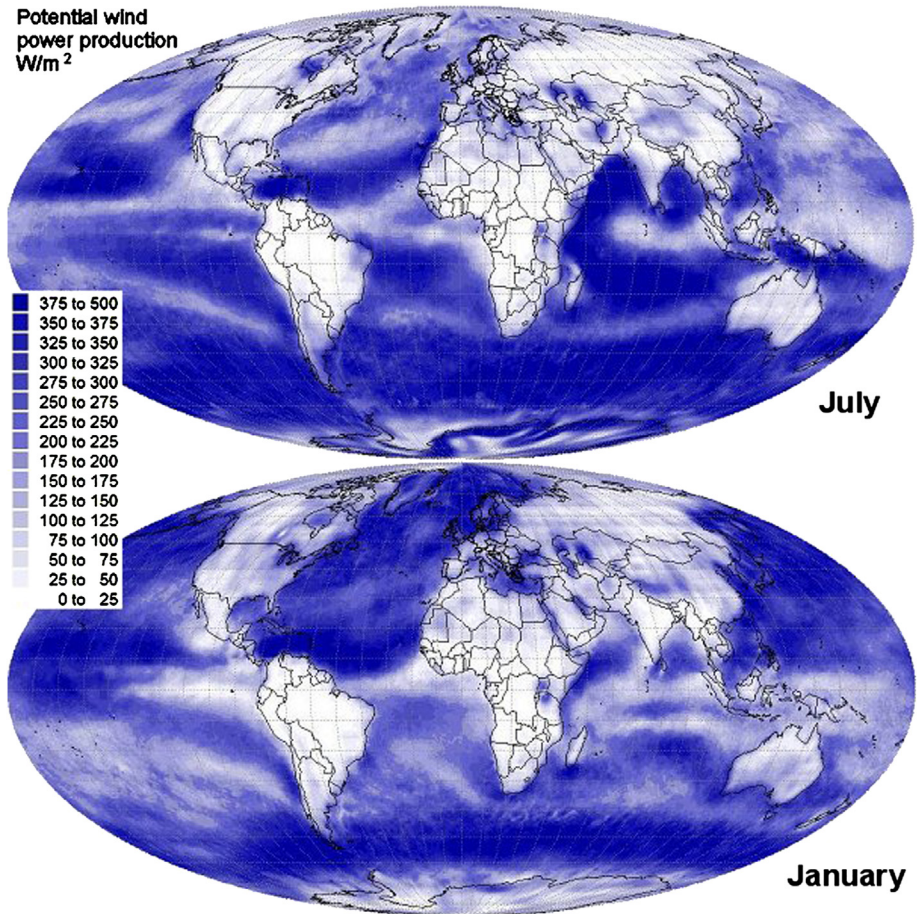 Potential wind
power production
W/m²
375 to 500
350 to 375
325 to 350
300 to 325
275 to 300
250 to 275
225 to 250
200 to 225
175 to 200
150 to 175
125 to 150
100 to 125
75 to 100
50 to 75
25 to 50
0 to 25
July
January